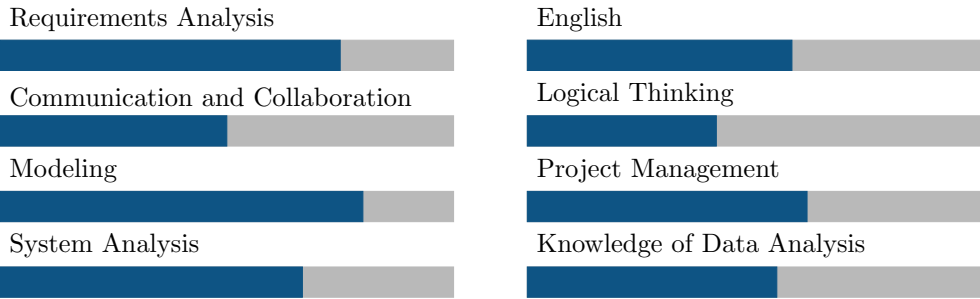 Requirements Analysis
English
Communication and Collaboration
Logical Thinking
Modeling
Project Management
System Analysis
Knowledge of Data Analysis